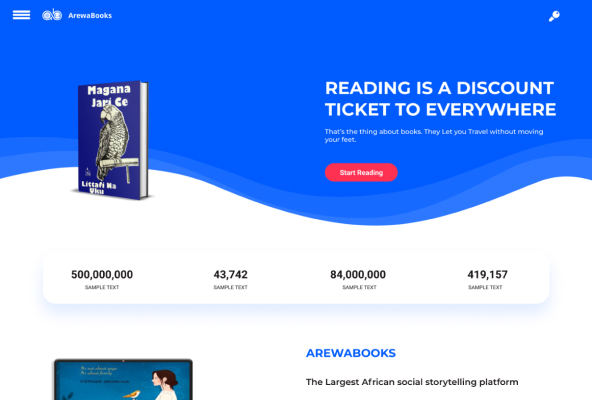 ArewaBooks
Magana
Jari Ce
Littafi Na
Uku
READING IS A DISCOUNT
TICKET TO EVERYWHERE
That's the thing about books. They Let you Travel without moving
your feet.
Start Reading
500,000,000
43,742
84,000,000
419,157
SAMPLE TEXT
SAMPLE TEXT
SAMPLE TEXT
SAMPLE TEXT
AREWABOOKS
The Largest African social storytelling platform